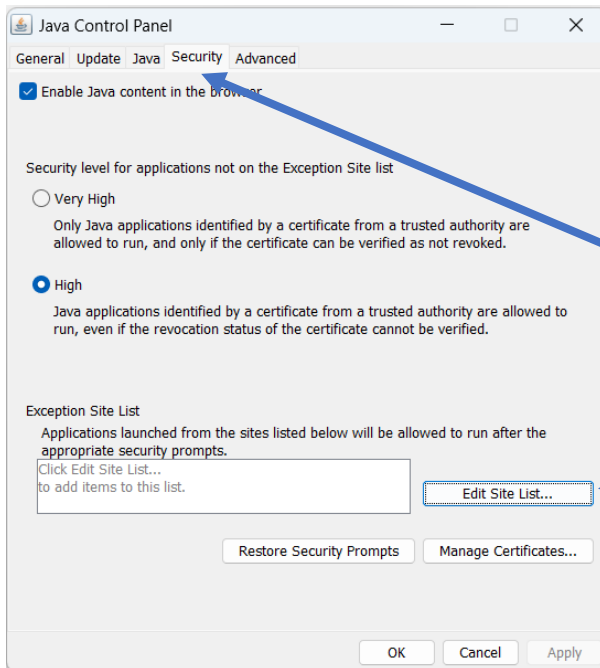 Java Control Panel
General Update Java Security Advanced
Enable Java content in the browser
Security level for applications not on the Exception Site list
Very High
Only Java applications identified by a certificate from a trusted authority are
allowed to run, and only if the certificate can be verified as not revoked.
High
Java applications identified by a certificate from a trusted authority are allowed to
run, even if the revocation status of the certificate cannot be verified.
Exception Site List
Applications launched from the sites listed below will be allowed to run after the
appropriate security prompts.
Click Edit Site List...
to add items to this list.
Edit Site List...
Restore Security Prompts Manage Certificates...
OK Cancel Apply